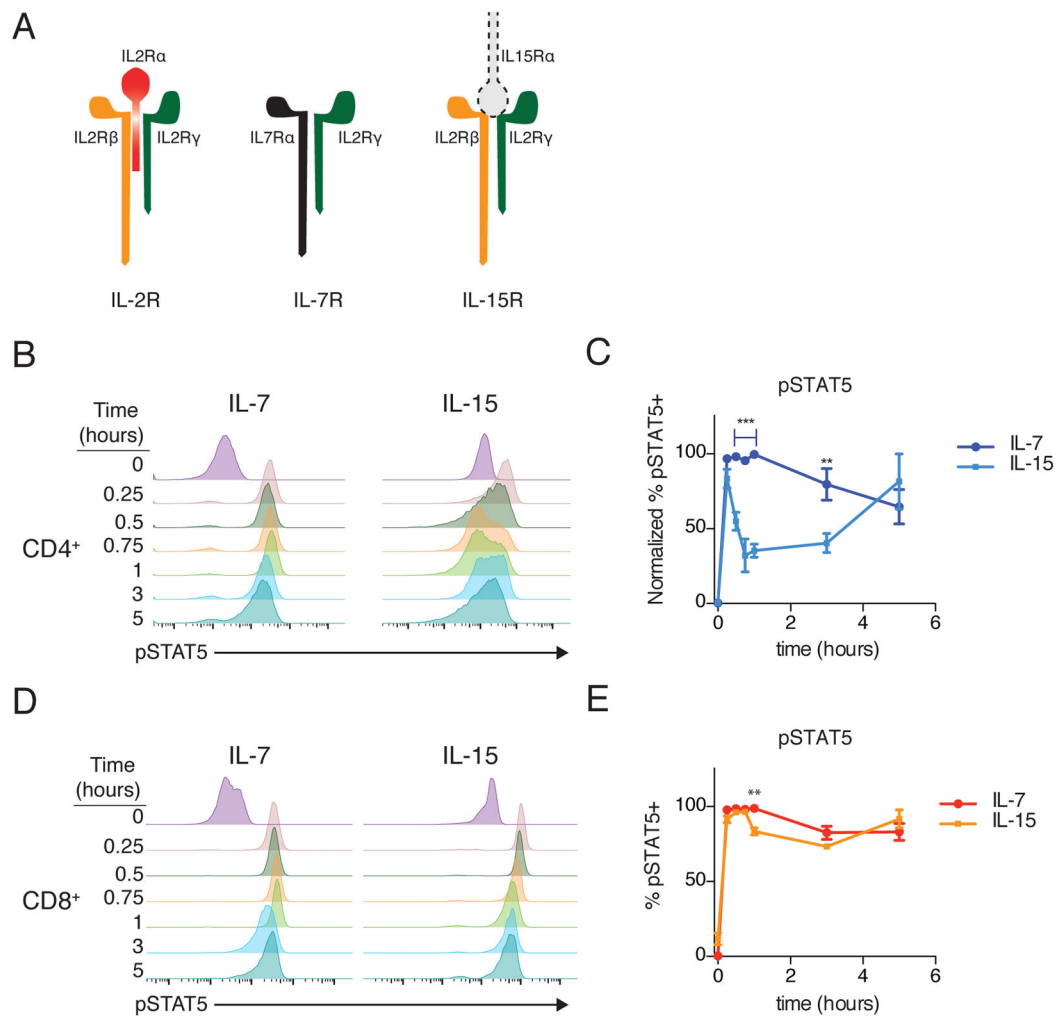 A
IL2Rα
IL2Rβ
IL2Rγ
IL-2R
IL7Rα
IL2Rγ
IL-7R
IL15Rα
IL2Rβ
IL2Rγ
IL-15R
B
Time
(hours)
IL-7
IL-15
0
0.25
0.5
0.75
1
3
5
CD4+
pSTAT5
C
pSTAT5
Normalized % pSTAT5+
100
50
0
***
**
IL-7
IL-15
0 2 4 6
time (hours)
D
Time
(hours)
IL-7
IL-15
0
0.25
0.5
0.75
1
3
5
CD8+
pSTAT5
E
pSTAT5
% pSTAT5+
100
50
0
**
IL-7
IL-15
0 2 4 6
time (hours)